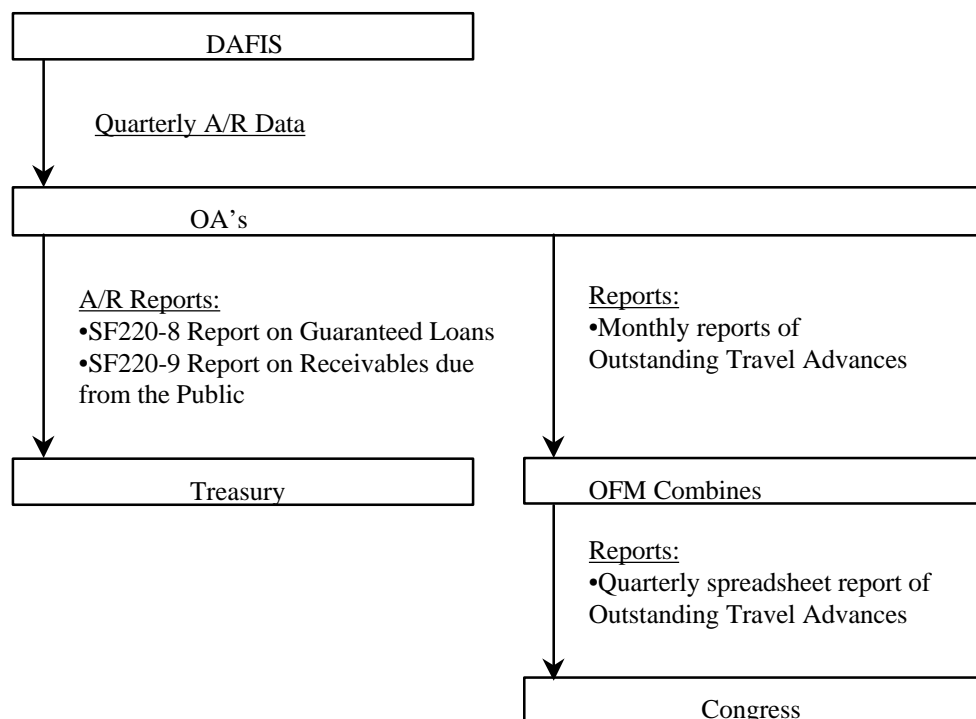 DAFIS
Quarterly A/R Data
OA’s
A/R Reports:
•SF220-8 Report on Guaranteed Loans
•SF220-9 Report on Receivables due
from the Public
Reports:
•Monthly reports of
Outstanding Travel Advances
Treasury
OFM Combines
Reports:
•Quarterly spreadsheet report of
Outstanding Travel Advances
Congress